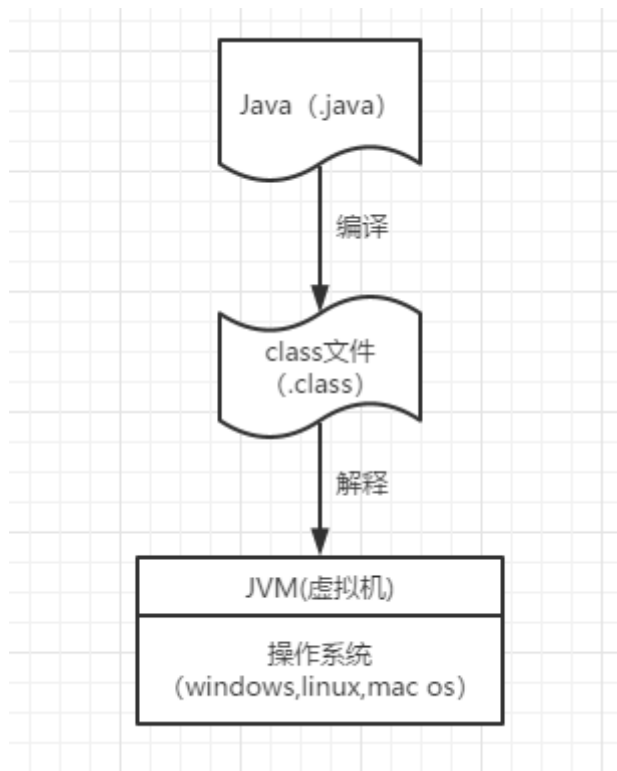 Java（.java）
编译
class文件
（.class）
解释
JVM(虚拟机)
操作系统
（windows,linux,mac os）